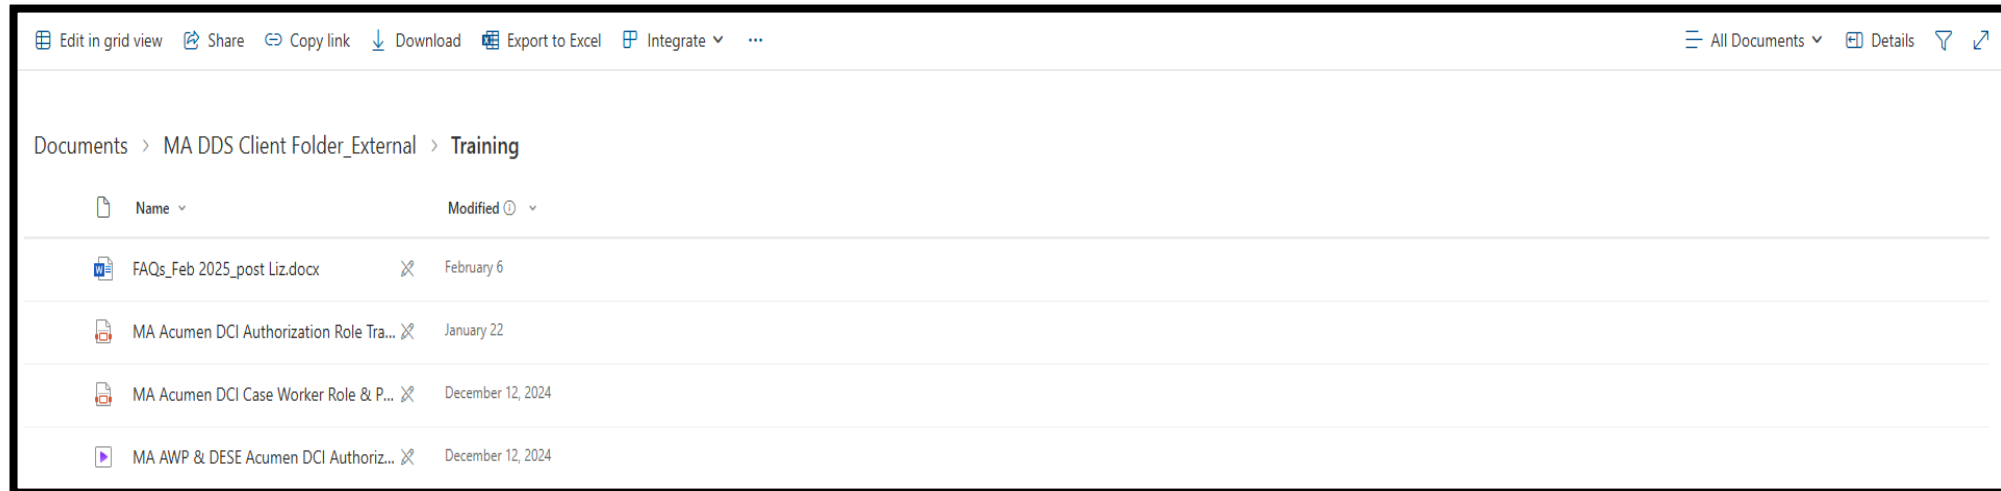 Edit in grid view Share Copy link Download Export to Excel Integrate ... All Documents Details
Documents > MA DDS Client Folder_External > Training
Name Modified
FAQs_Feb 2025_post Liz.docx February 6
MA Acumen DCI Authorization Role Tra... January 22
MA Acumen DCI Case Worker Role & P... December 12, 2024
MA AWP & DESE Acumen DCI Authoriz... December 12, 2024